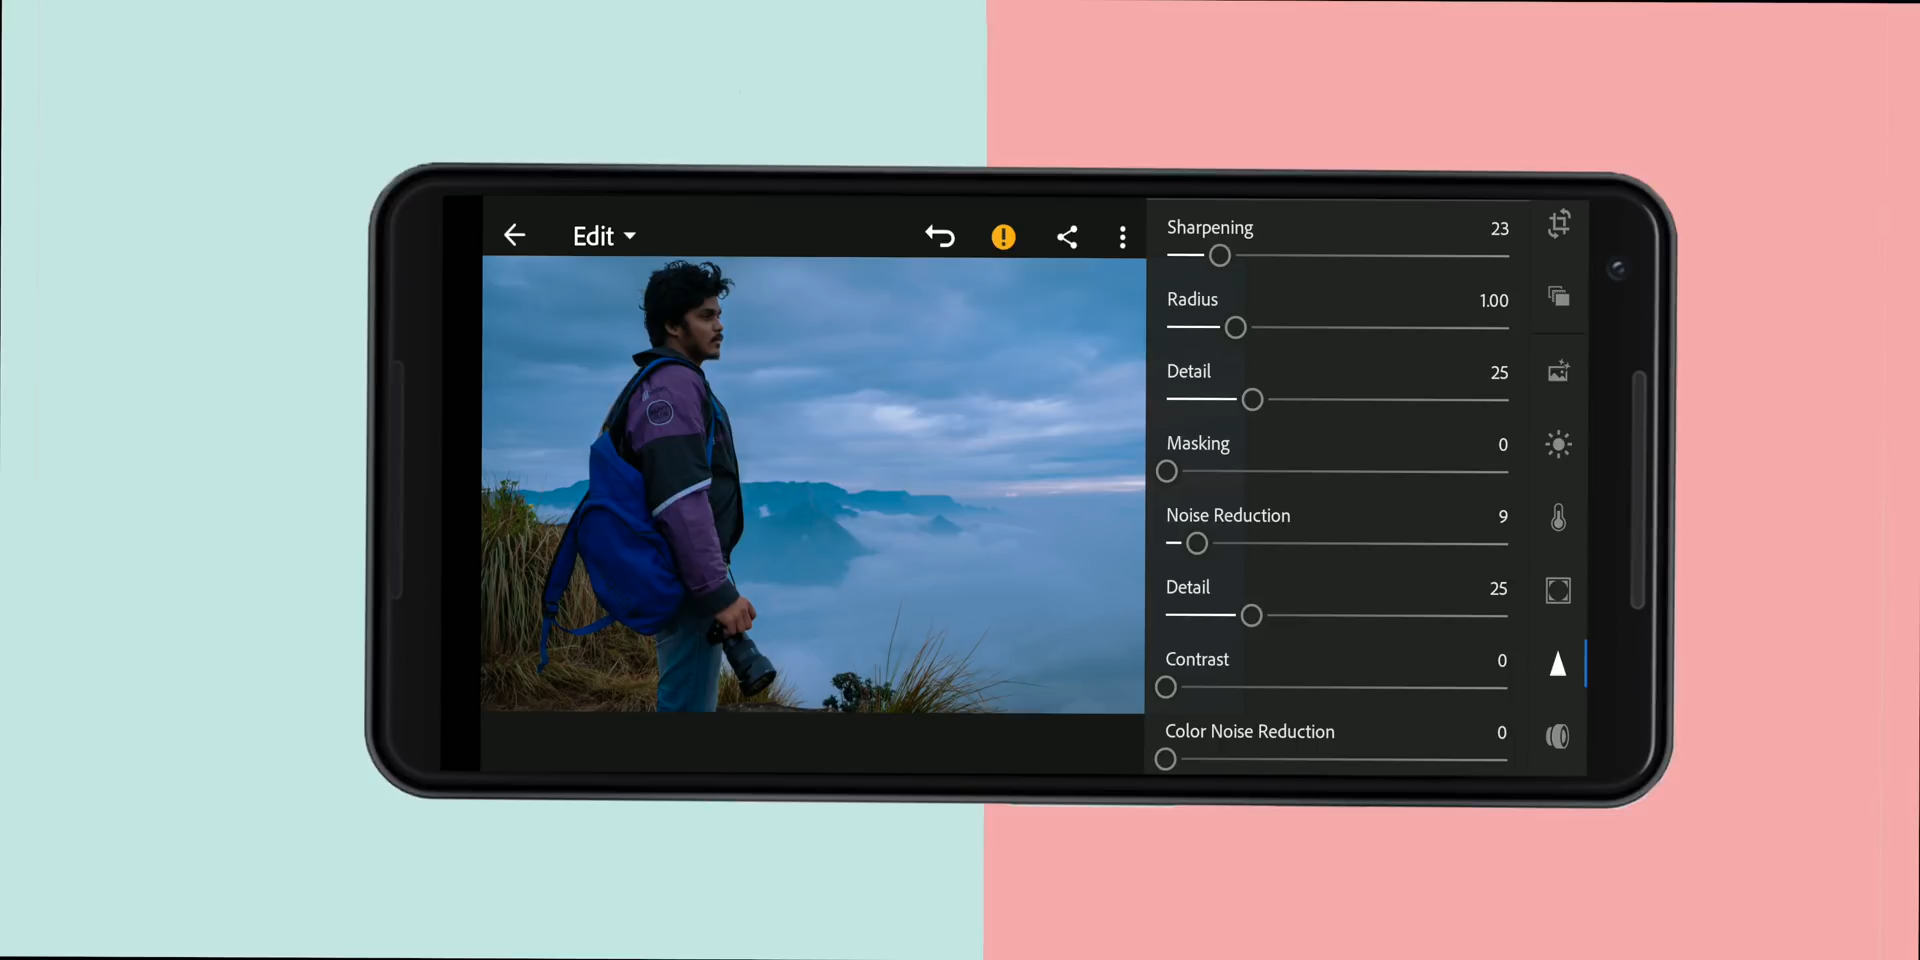 Edit
Sharpening 23
Radius 1.00
Detail 25
Masking 0
Noise Reduction 9
Detail 25
Contrast 0
Color Noise Reduction 0